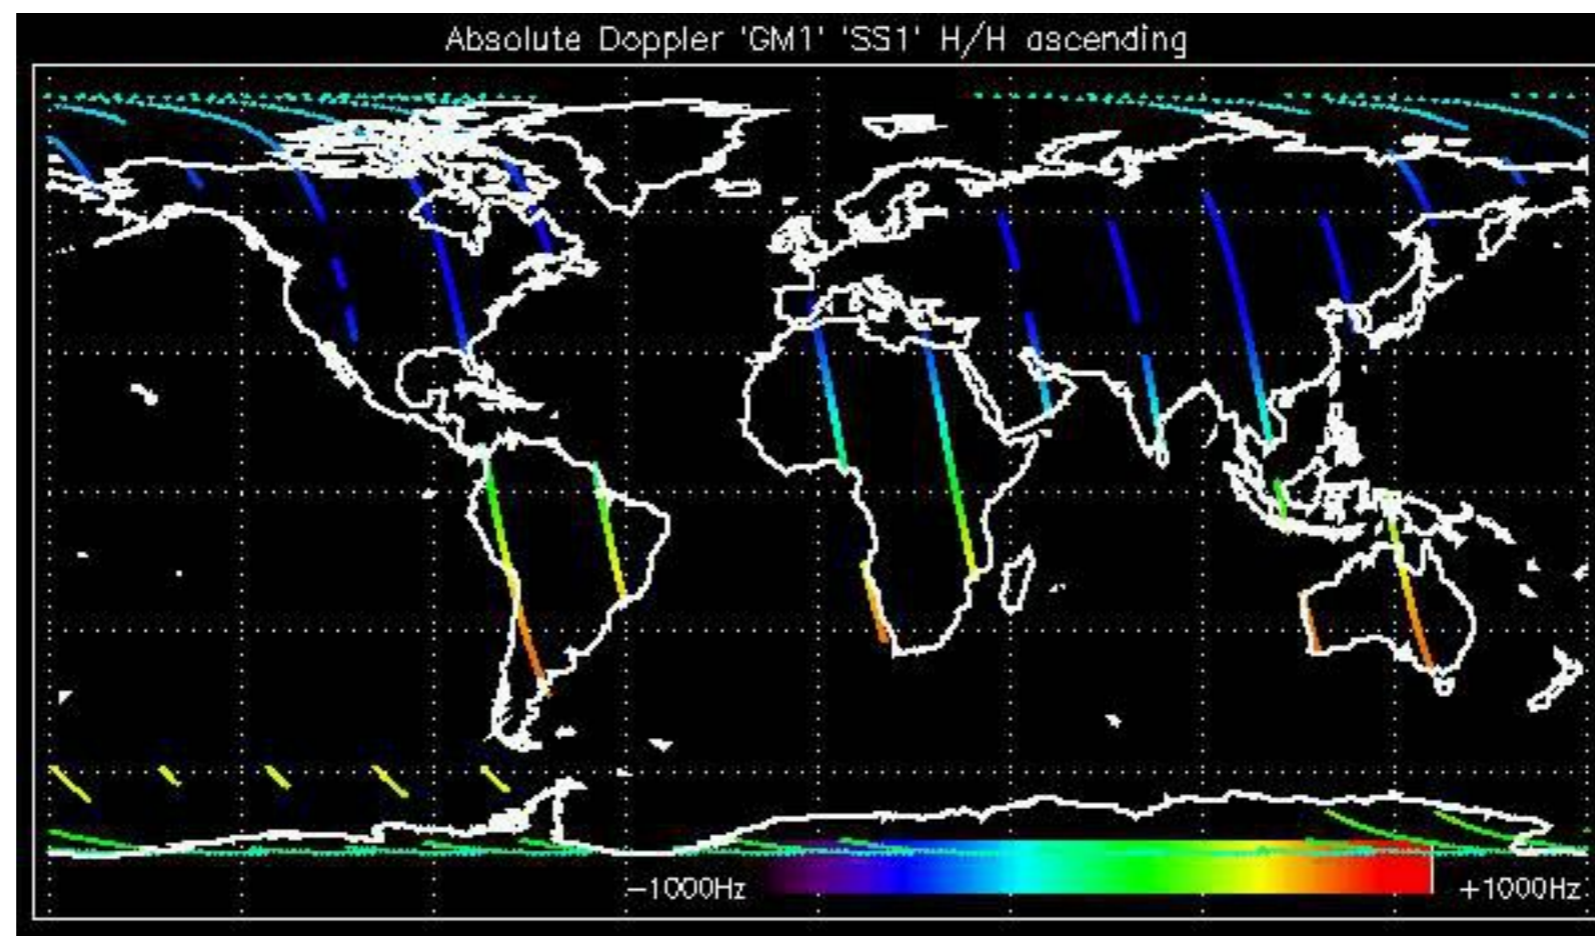 Absolute Doppler 'GM1' 'SS1' H/H ascending
−1000Hz
+1000Hz